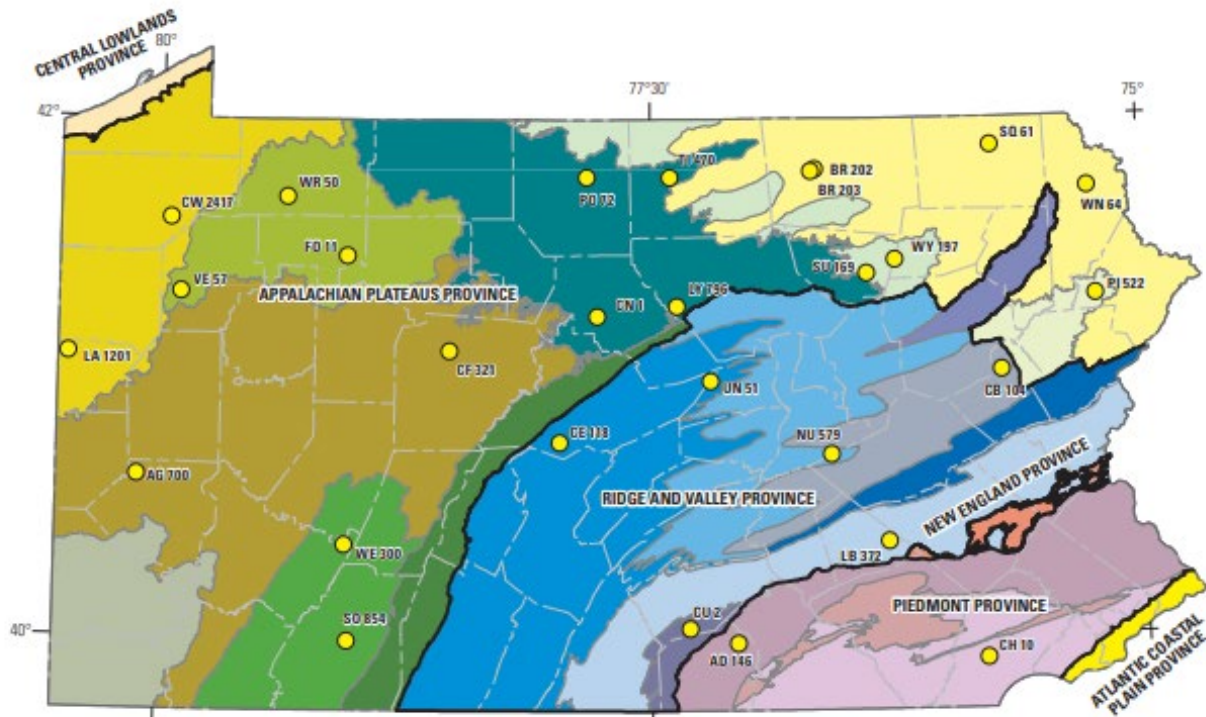 CENTRAL LOWLANDS
PROVINCE
80°
42°
77°30'
75°
SQ 61
TI 470
BR 202
BR 203
PO 72
WR 50
WN 64
CW 2417
FO 11
WY 197
SU 169
VE 57
PI 522
APPALACHIAN PLATEAUS PROVINCE
LY 796
CN 1
LA 1201
CF 321
CB 104
UN 51
CE 118
NU 579
AG 700
RIDGE AND VALLEY PROVINCE
NEW ENGLAND PROVINCE
WE 300
LB 372
SO 854
CU 2
PIEDMONT PROVINCE
40°
AD 146
CH 10
ATLANTIC COASTAL
PLAIN PROVINCE